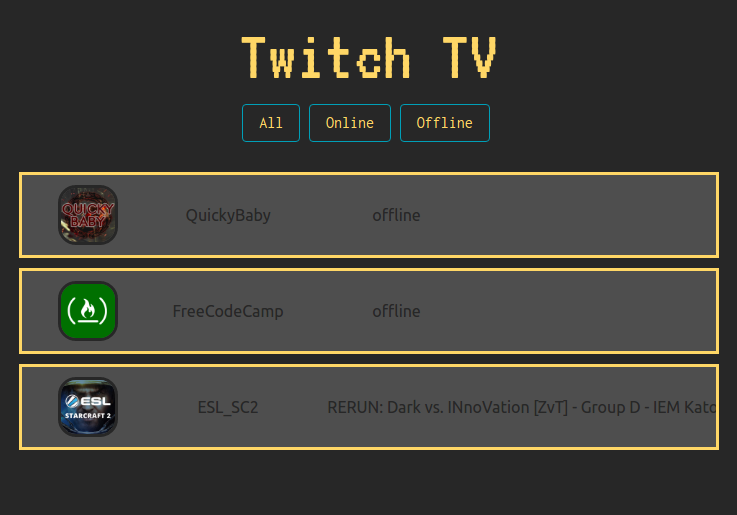 Twitch TV
All Online Offline
QUICKY
BABY
QuickyBaby offline
FreeCodeCamp offline
ESL
STARCRAFT 2
ESL_SC2 RERUN: Dark vs. INnoVation [ZvT] - Group D - IEM Kato